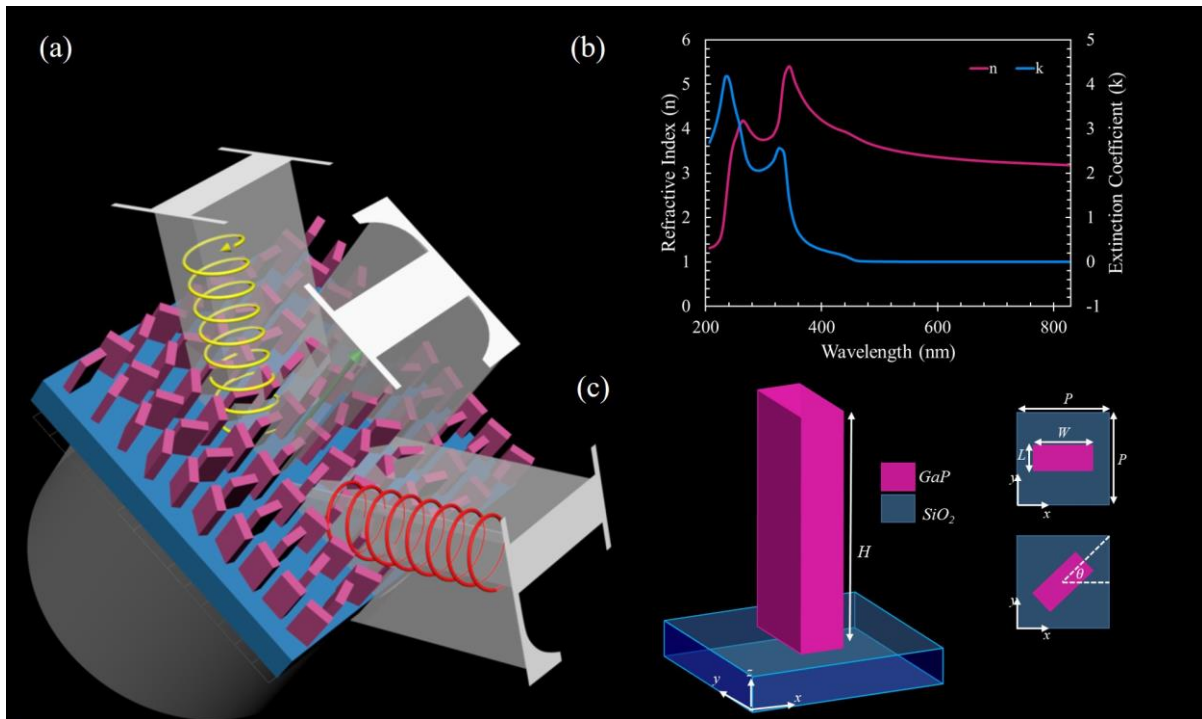 (a)
(b)
6
5
4
3
2
1
0
Refractive Index (n)
n
k
5
4
3
2
1
0
-1
Extinction Coefficient (k)
200
400
600
800
Wavelength (nm)
(c)
H
z
y
x
GaP
SiO2
P
W
L
P
y
x
θ
y
x